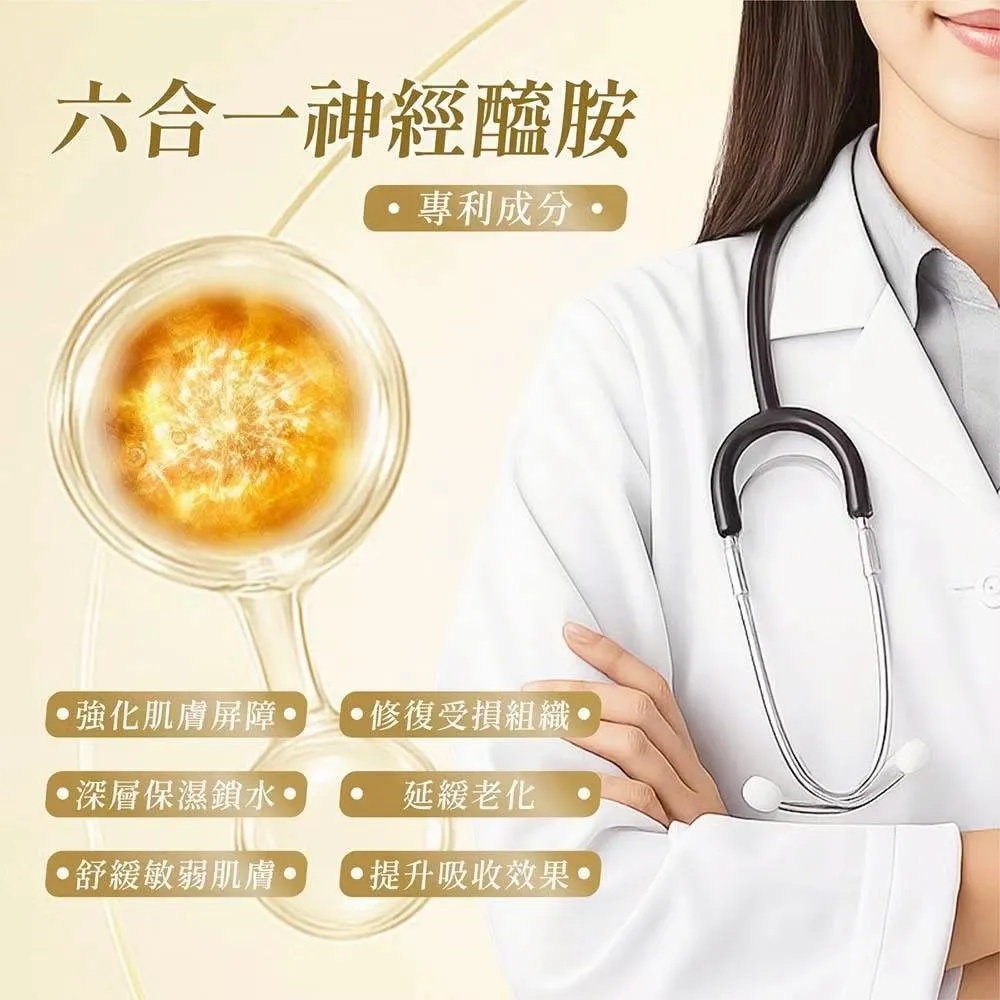 六合一神經醯胺
• 專利成分 •
• 強化肌膚屏障 •
• 修復受損組織 •
• 深層保濕鎖水 •
• 延緩老化 •
• 舒緩敏弱肌膚 •
• 提升吸收效果 •